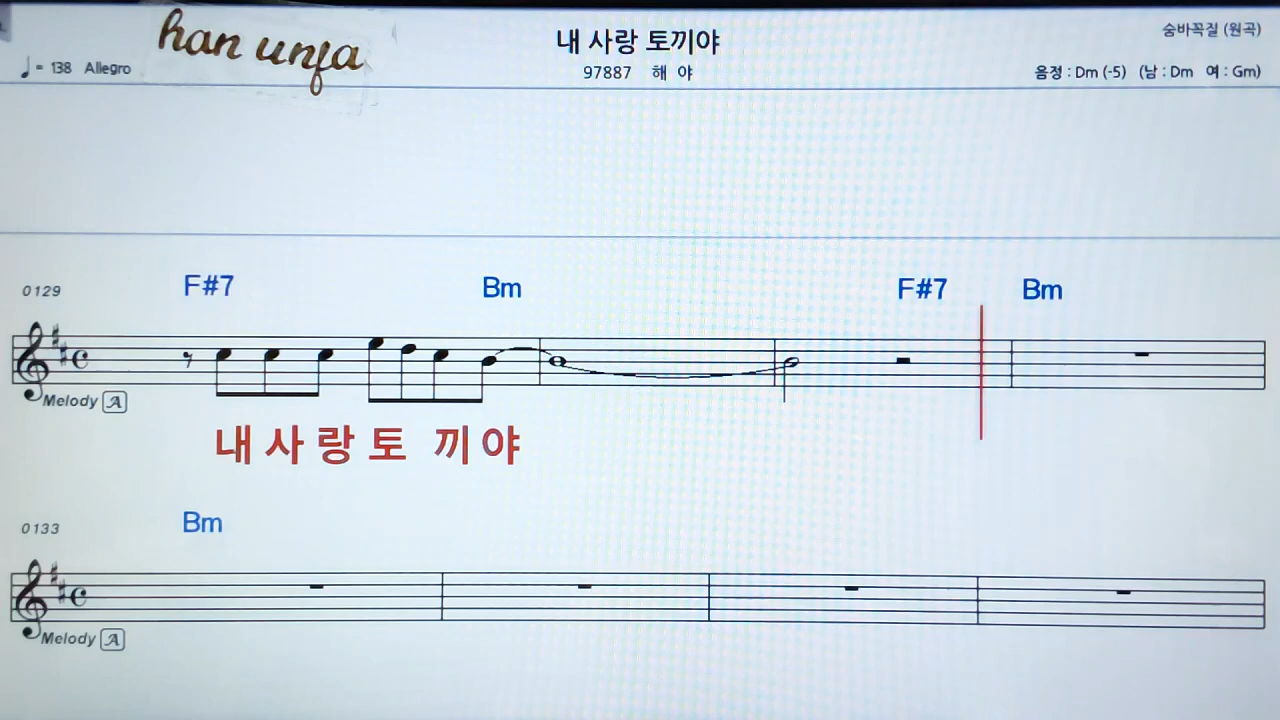 han unja
내 사랑 토끼야
숨바꼭질 (원곡)
♩= 138 Allegro
97887 해 야
음정 : Dm (-5) (남 : Dm 여 : Gm)
0129 F#7 Bm F#7 Bm
Melody A
내 사 랑 토 끼 야
0133 Bm
Melody A